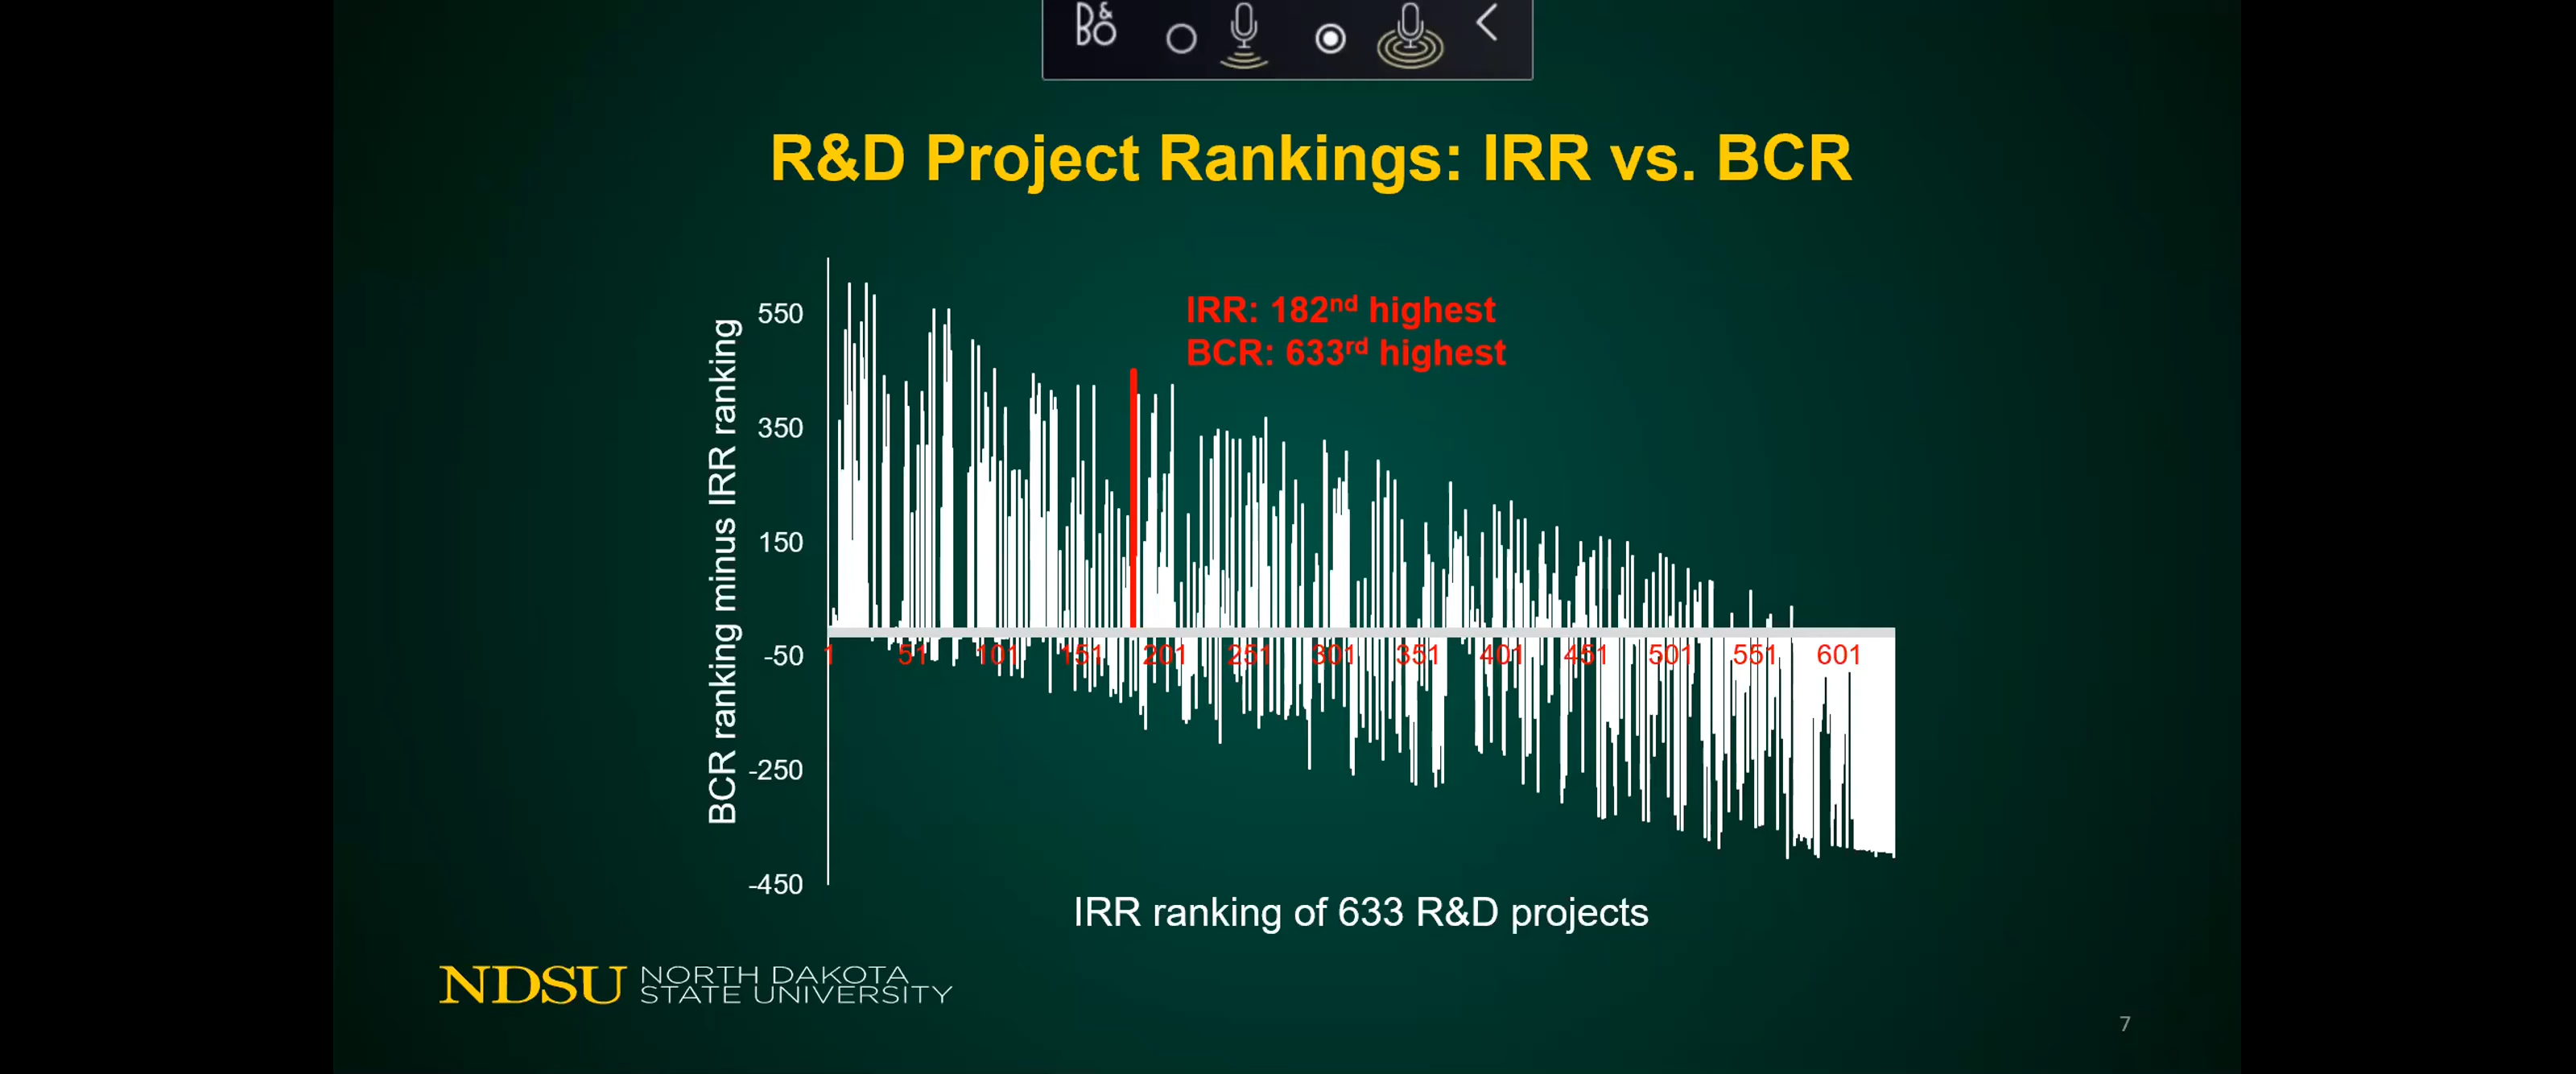 B&O
R&D Project Rankings: IRR vs. BCR
IRR: 182nd highest
BCR: 633rd highest
BCR ranking minus IRR ranking
550
350
150
-50
-250
-450
1 51 101 151 201 251 301 351 401 451 501 551 601
IRR ranking of 633 R&D projects
NDSU NORTH DAKOTA
STATE UNIVERSITY
7